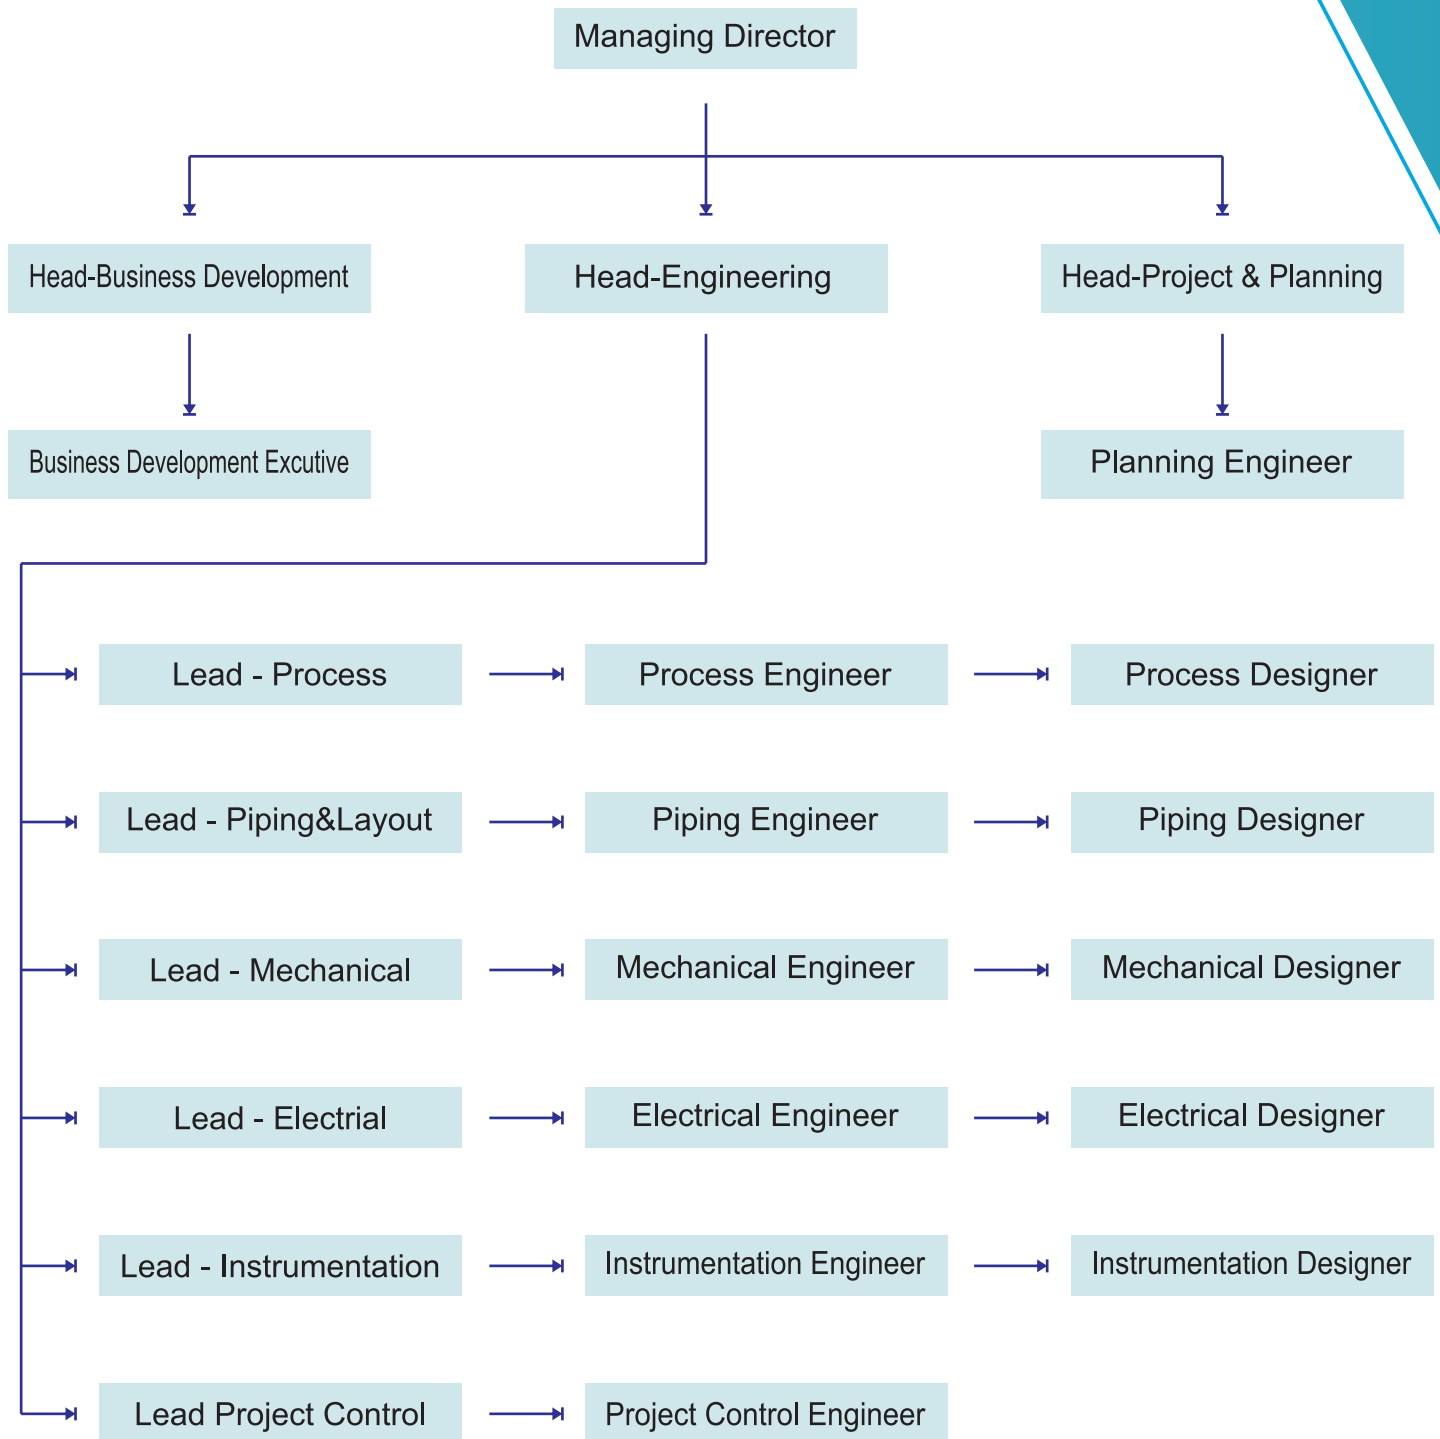 Managing Director
Head-Business Development
Head-Engineering
Head-Project & Planning
Business Development Excutive
Planning Engineer
Lead - Process
Process Engineer
Process Designer
Lead - Piping&Layout
Piping Engineer
Piping Designer
Lead - Mechanical
Mechanical Engineer
Mechanical Designer
Lead - Electrial
Electrical Engineer
Electrical Designer
Lead - Instrumentation
Instrumentation Engineer
Instrumentation Designer
Lead Project Control
Project Control Engineer